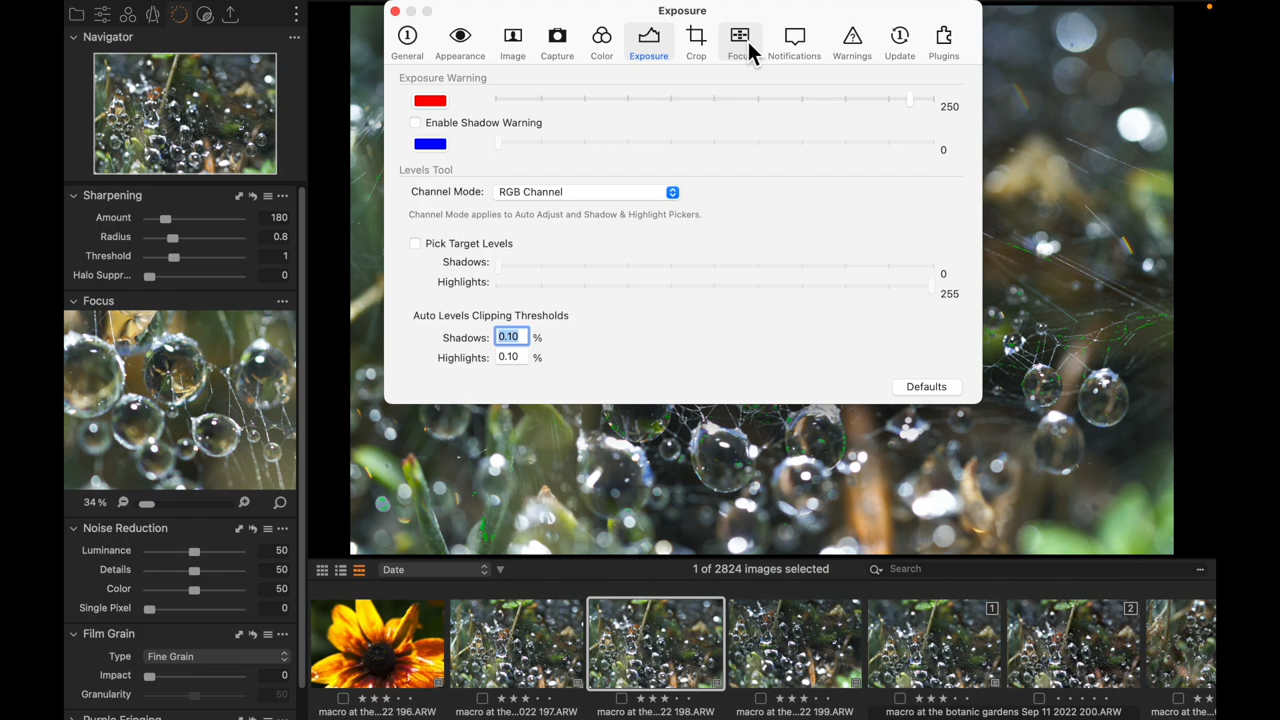 Exposure
General Appearance Image Capture Color Exposure Crop Focus Notifications Warnings Update Plugins
Navigator
Exposure Warning
250
Enable Shadow Warning
0
Levels Tool
Channel Mode: RGB Channel
Channel Mode applies to Auto Adjust and Shadow & Highlight Pickers.
Pick Target Levels
Shadows: 0
Highlights: 255
Auto Levels Clipping Thresholds
Shadows: 0.10 %
Highlights: 0.10 %
Defaults
Sharpening
Amount 180
Radius 0.8
Threshold 1
Halo Suppr... 0
Focus
34 %
Noise Reduction
Luminance 50
Details 50
Color 50
Single Pixel 0
Film Grain
Type Fine Grain
Impact 0
Granularity 50
Purple Fringing
Date 1 of 2824 images selected Search
1 2
macro at the...22 196.ARW macro at the...022 197.ARW macro at the...22 198.ARW macro at the...22 199.ARW macro at the botanic gardens Sep 11 2022 200.ARW macro at the...